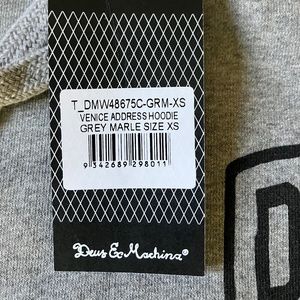 T_DMW48675C-GRM-XS
VENICE ADDRESS HOODIE
GREY MARLE SIZE XS
9 342689 298011
Deus Ex Machina®